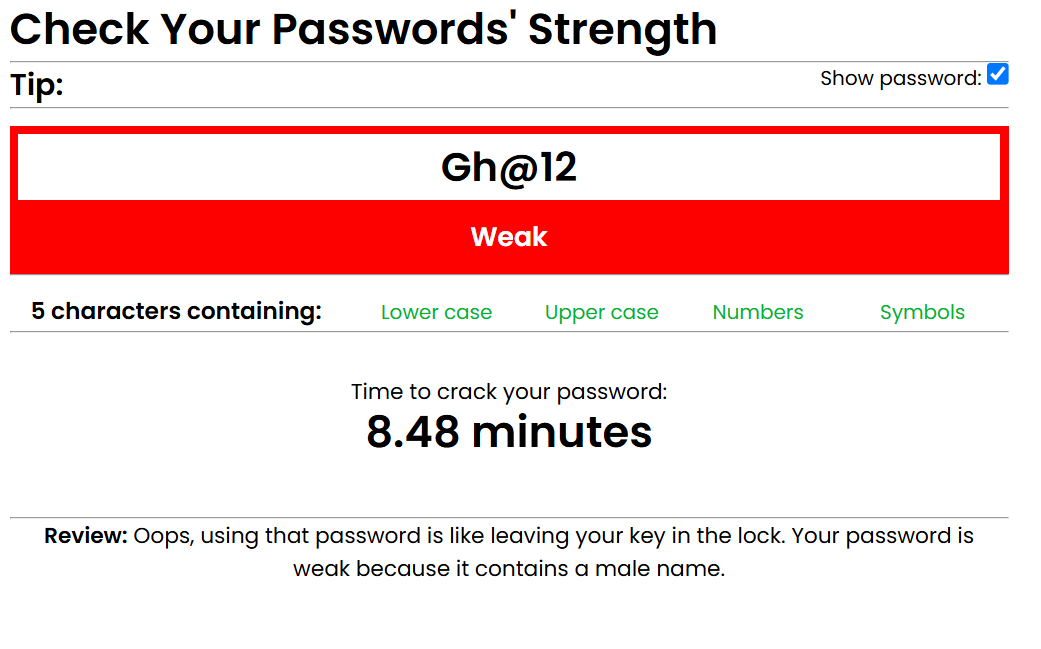 Check Your Passwords' Strength
Tip:
Show password:
Gh@12
Weak
5 characters containing: Lower case Upper case Numbers Symbols
Time to crack your password:
8.48 minutes
Review: Oops, using that password is like leaving your key in the lock. Your password is
weak because it contains a male name.